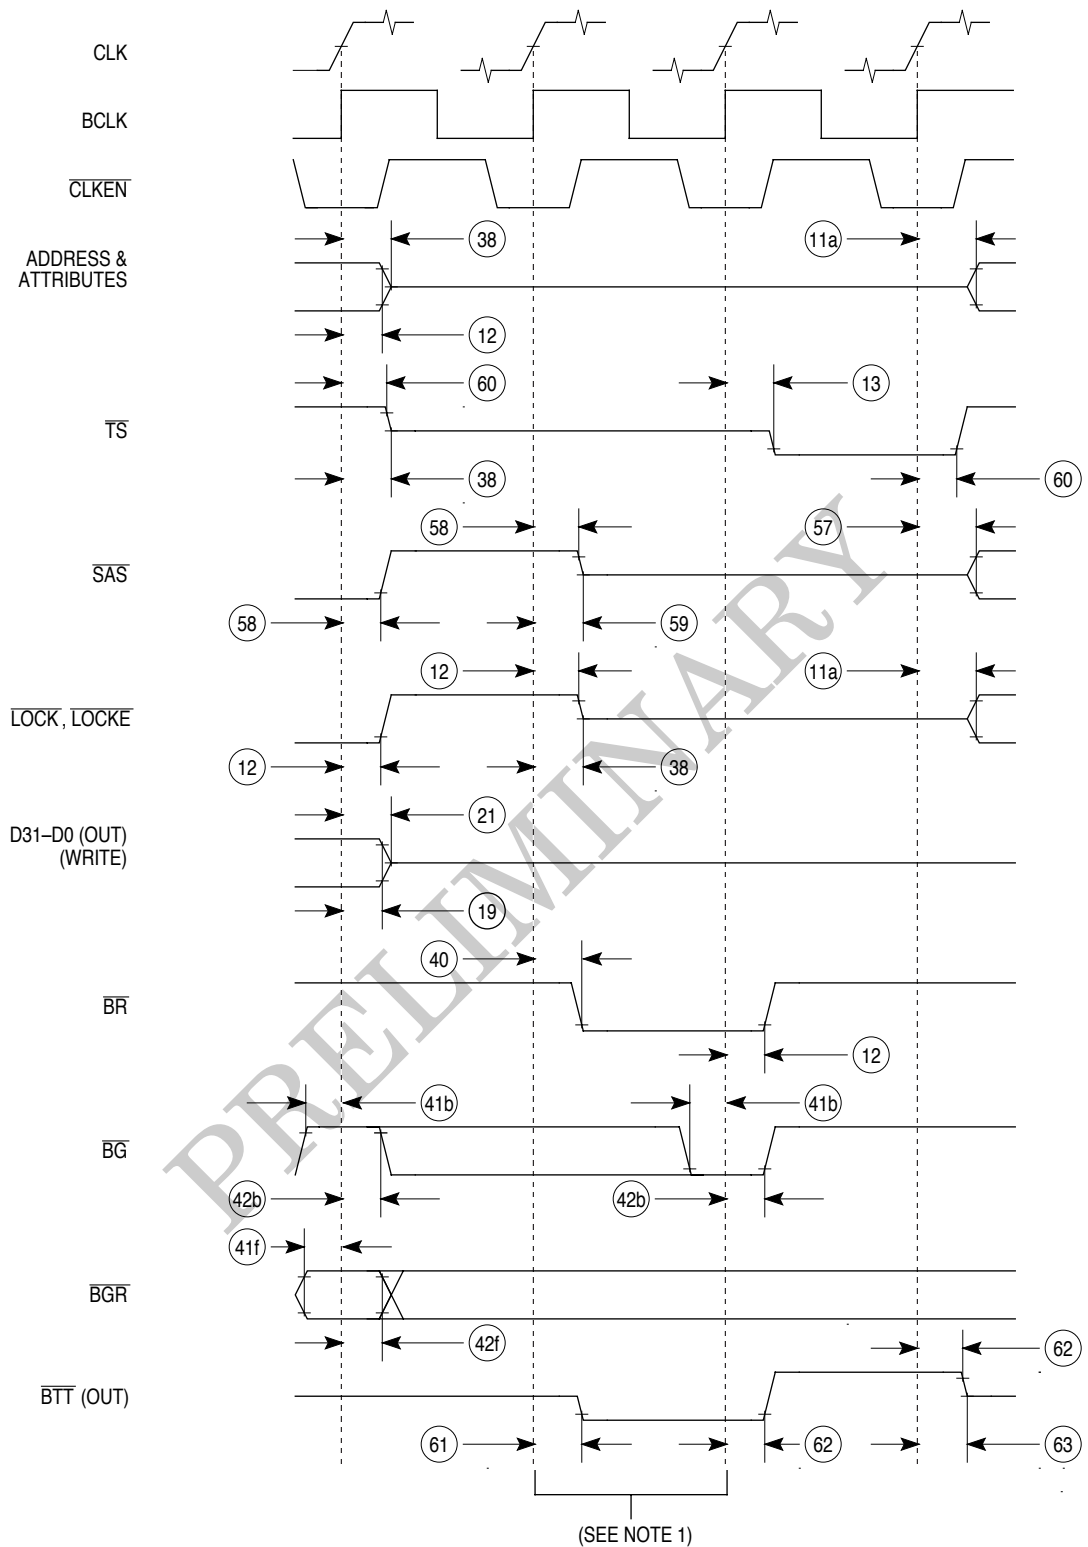 CLK
BCLK
CLKEN
38
11a
ADDRESS &
ATTRIBUTES
12
60
13
TS
38
60
58
57
SAS
58
59
12
11a
LOCK, LOCKE
12
38
21
D31–D0 (OUT)
(WRITE)
19
40
BR
12
41b
41b
BG
42b
42b
41f
BGR
42f
62
BTT (OUT)
61
62
63
(SEE NOTE 1)
PRELIMINARY